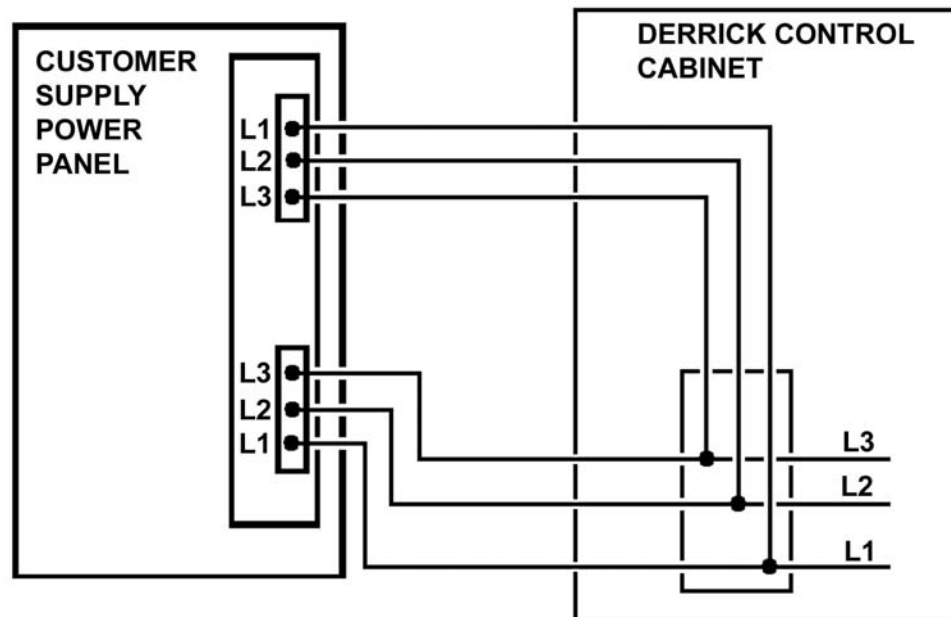 CUSTOMER
SUPPLY
POWER
PANEL
DERRICK CONTROL
CABINET
L1
L2
L3
L3
L2
L1
L3
L2
L1